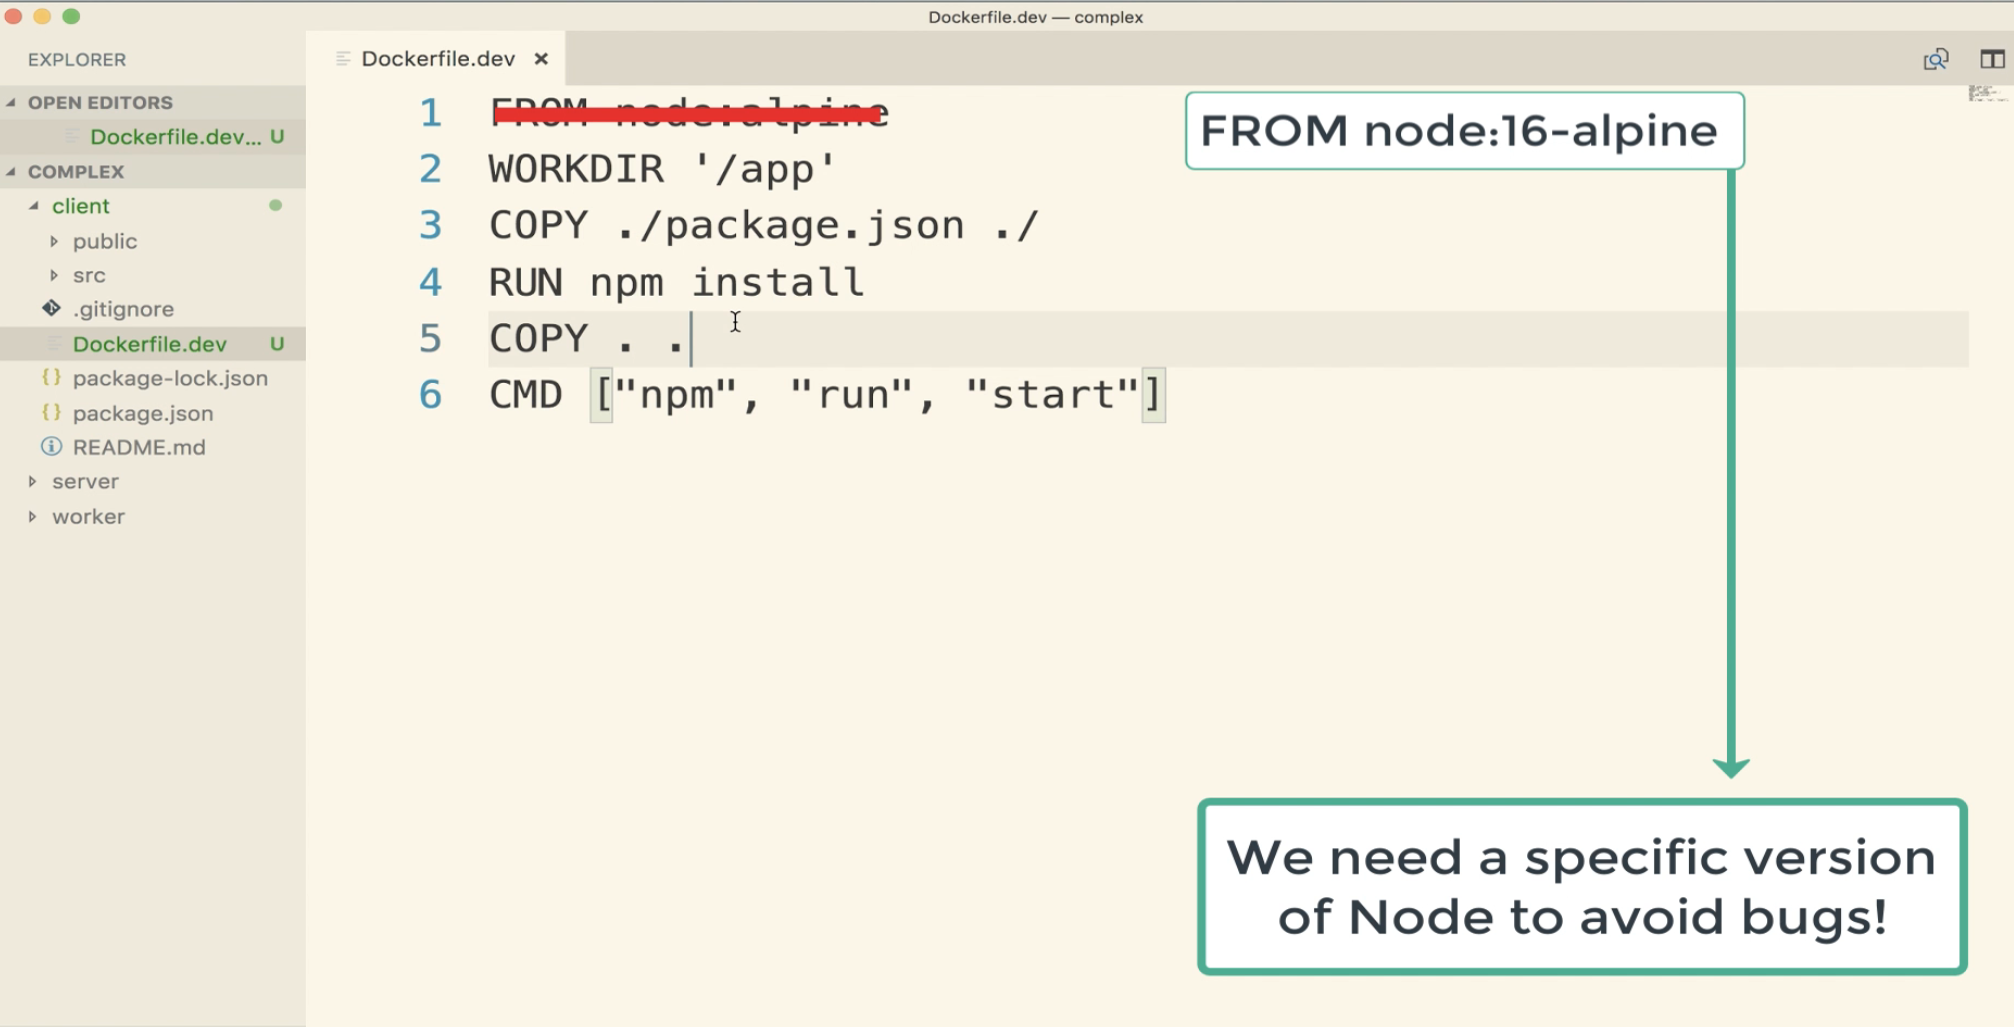 Dockerfile.dev — complex
EXPLORER
OPEN EDITORS
Dockerfile.dev... U
COMPLEX
client
public
src
.gitignore
Dockerfile.dev U
package-lock.json
package.json
README.md
server
worker
Dockerfile.dev ×
1 FROM node:alpine
2 WORKDIR '/app'
3 COPY ./package.json ./
4 RUN npm install
5 COPY . .
6 CMD ["npm", "run", "start"]
FROM node:16-alpine
We need a specific version
of Node to avoid bugs!